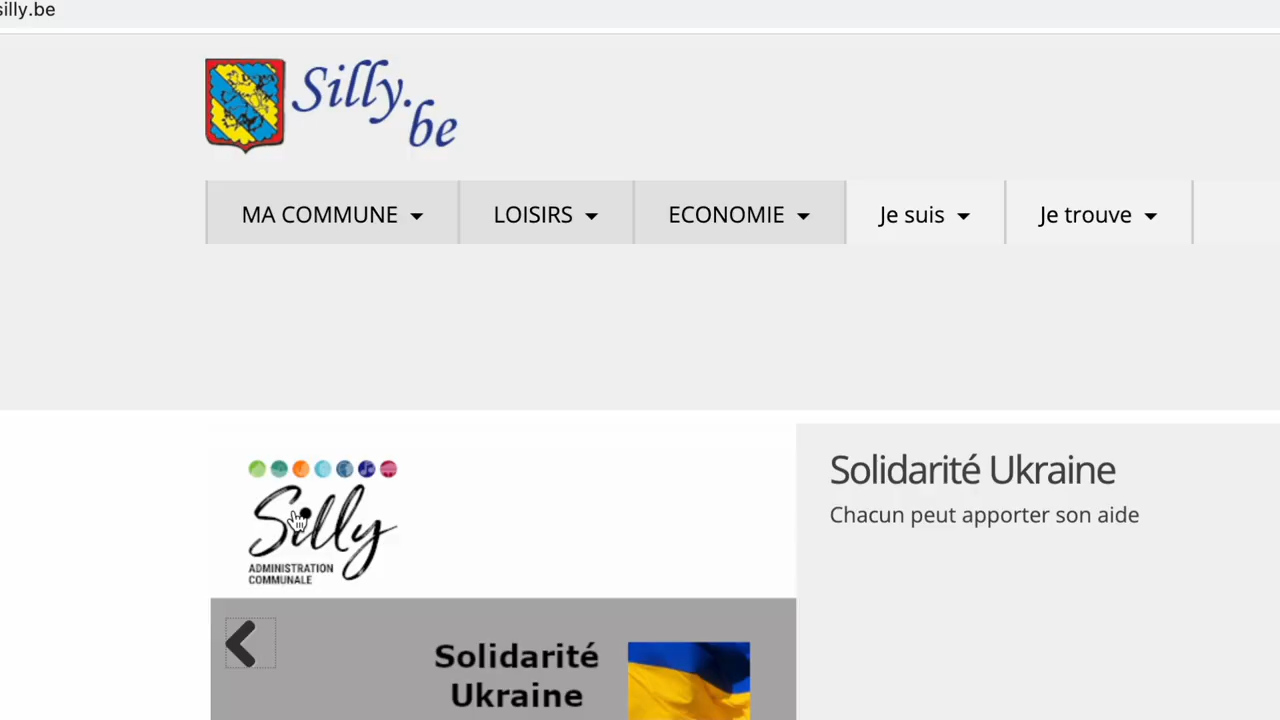 silly.be
Silly.be
MA COMMUNE
LOISIRS
ECONOMIE
Je suis
Je trouve
Silly
ADMINISTRATION
COMMUNALE
Solidarité Ukraine
Chacun peut apporter son aide
Solidarité
Ukraine